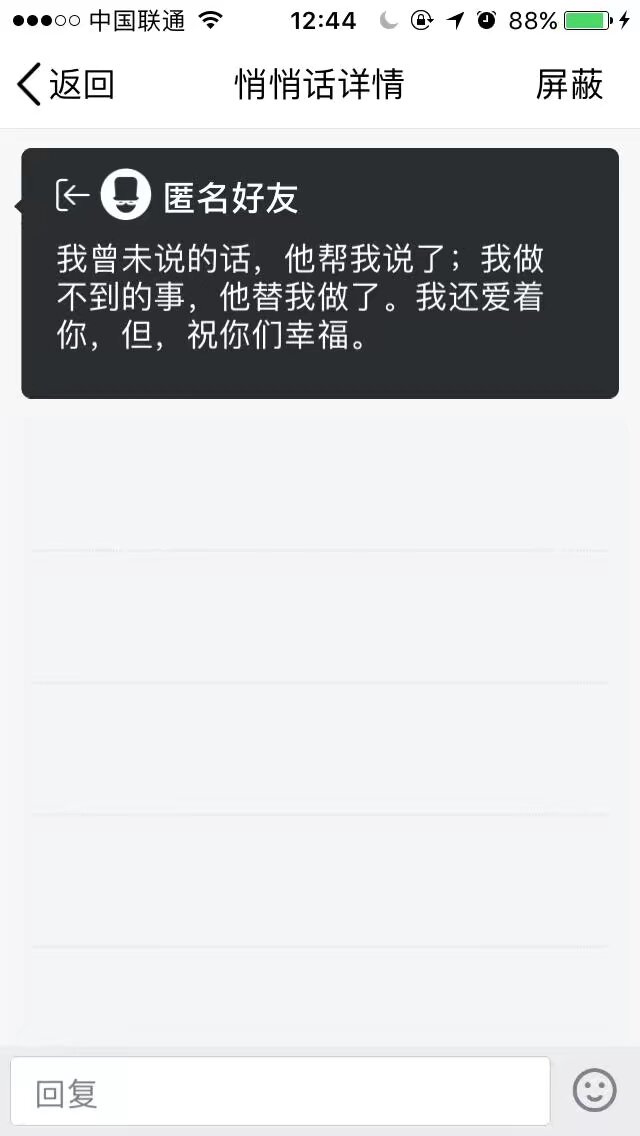 中国联通 12:44 88%
返回 悄悄话详情 屏蔽
匿名好友
我曾未说的话，他帮我说了；我做
不到的事，他替我做了。我还爱着
你，但，祝你们幸福。
回复